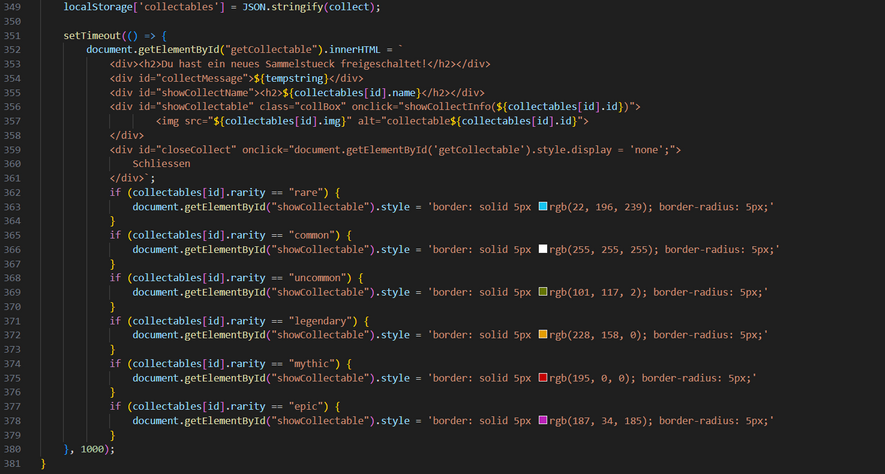 349 localStorage['collectables'] = JSON.stringify(collect);
350
351 setTimeout(() => {
352 document.getElementById("getCollectable").innerHTML = `
353 <div><h2>Du hast ein neues Sammelstueck freigeschaltet!</h2></div>
354 <div id="collectMessage">${tempstring}</div>
355 <div id="showCollectName"><h2>${collectables[id].name}</h2></div>
356 <div id="showCollectable" class="collBox" onclick="showCollectInfo(${collectables[id].id})">
357 <img src="${collectables[id].img}" alt="collectable${collectables[id].id}">
358 </div>
359 <div id="closeCollect" onclick="document.getElementById('getCollectable').style.display = 'none';">
360 Schliessen
361 </div>`;
362 if (collectables[id].rarity == "rare") {
363 document.getElementById("showCollectable").style = 'border: solid 5px rgb(22, 196, 239); border-radius: 5px;'
364 }
365 if (collectables[id].rarity == "common") {
366 document.getElementById("showCollectable").style = 'border: solid 5px rgb(255, 255, 255); border-radius: 5px;'
367 }
368 if (collectables[id].rarity == "uncommon") {
369 document.getElementById("showCollectable").style = 'border: solid 5px rgb(101, 117, 2); border-radius: 5px;'
370 }
371 if (collectables[id].rarity == "legendary") {
372 document.getElementById("showCollectable").style = 'border: solid 5px rgb(228, 158, 0); border-radius: 5px;'
373 }
374 if (collectables[id].rarity == "mythic") {
375 document.getElementById("showCollectable").style = 'border: solid 5px rgb(195, 0, 0); border-radius: 5px;'
376 }
377 if (collectables[id].rarity == "epic") {
378 document.getElementById("showCollectable").style = 'border: solid 5px rgb(187, 34, 185); border-radius: 5px;'
379 }
380 }, 1000);
381 }